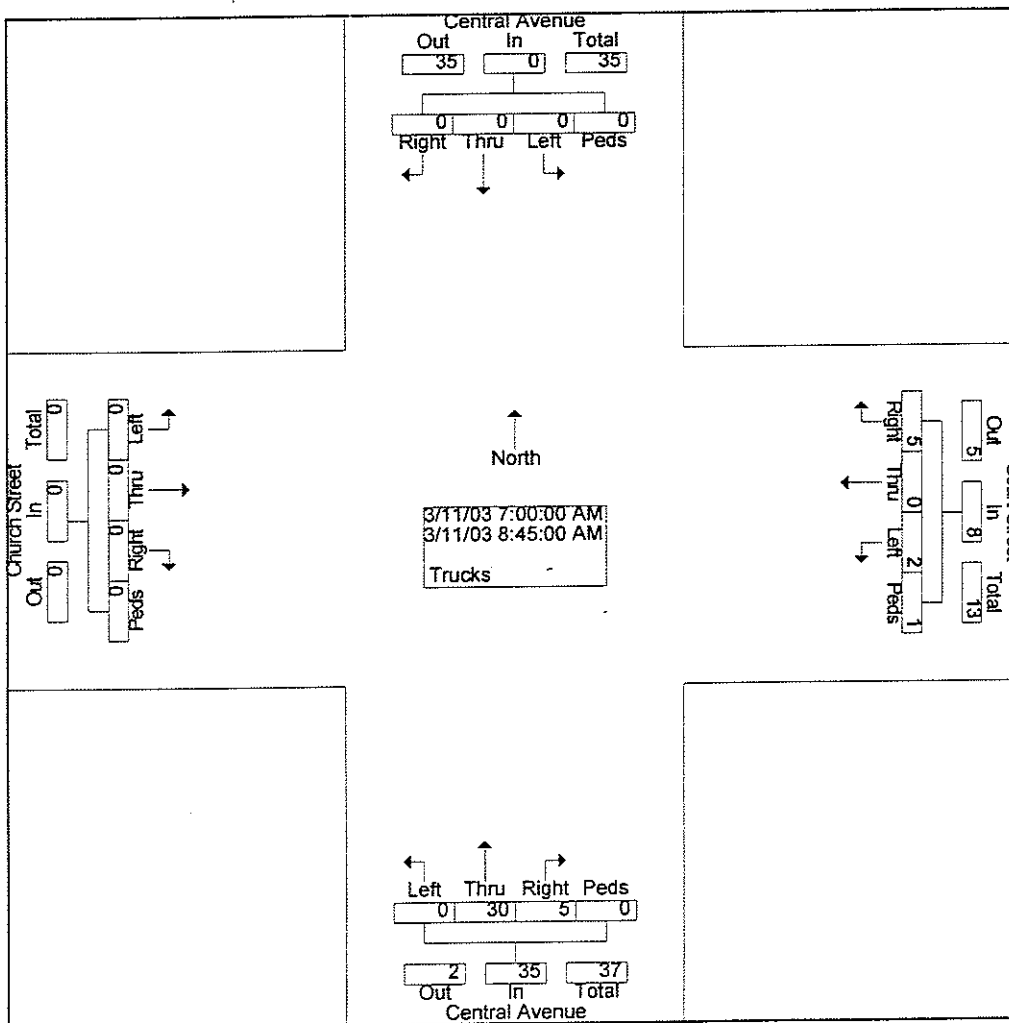 Central Avenue
Out In Total
35 0 35
0 0 0 0
Right Thru Left Peds
Church Street
Total In Out
0 0 0
0 0 0 0
Left Thru Right Peds
North
3/11/03 7:00:00 AM
3/11/03 8:45:00 AM
Trucks
Right Thru Left Peds
5 0 2 1
Out In Total
5 8 13
Left Thru Right Peds
0 30 5 0
2 35 37
Out In Total
Central Avenue